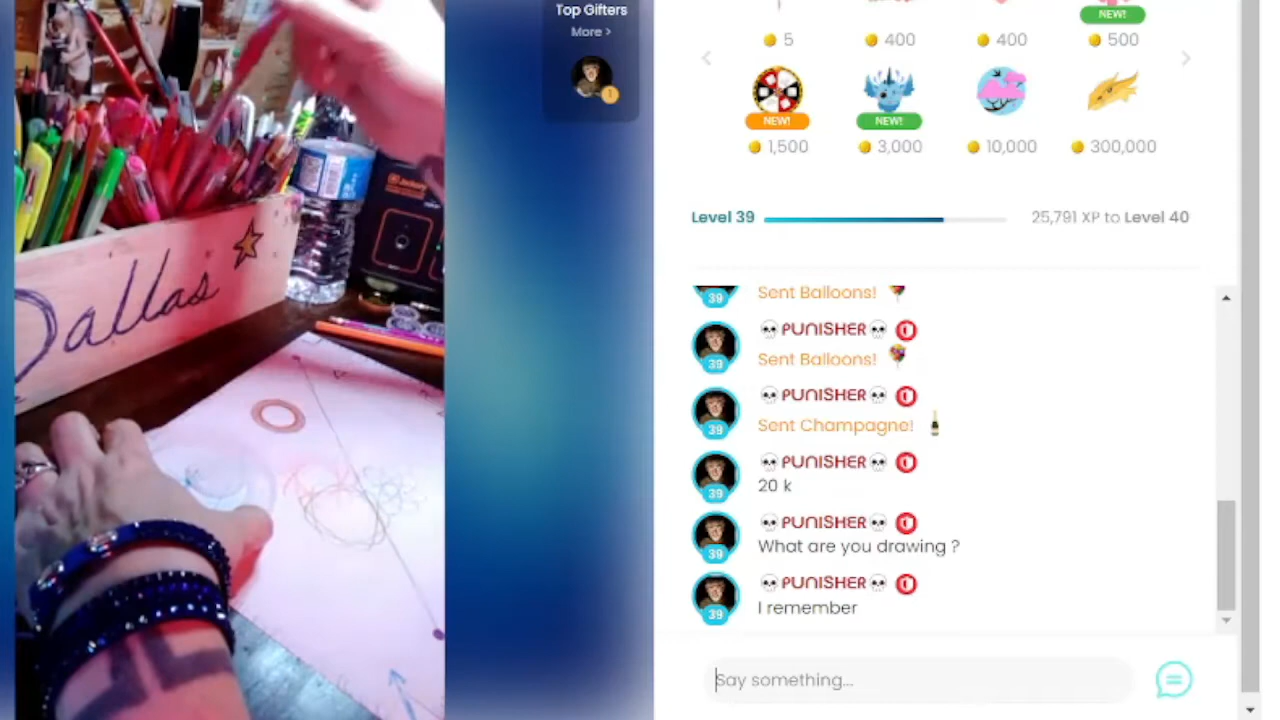 Top Gifters
More >
5
400
400
NEW!
500
NEW!
1,500
NEW!
3,000
10,000
300,000
Level 39
25,791 XP to Level 40
39
Sent Balloons!
PUNISHER
39
Sent Balloons!
PUNISHER
39
Sent Champagne!
PUNISHER
39
20 k
PUNISHER
39
What are you drawing ?
PUNISHER
39
I remember
Say something...
Dallas